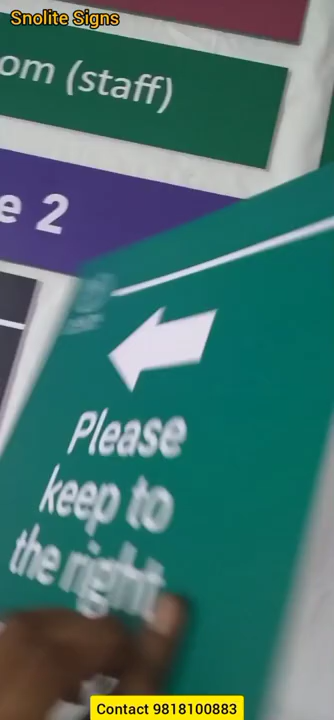 Snolite Signs
om (staff)
e 2
Please
keep to
the right
Contact 9818100883